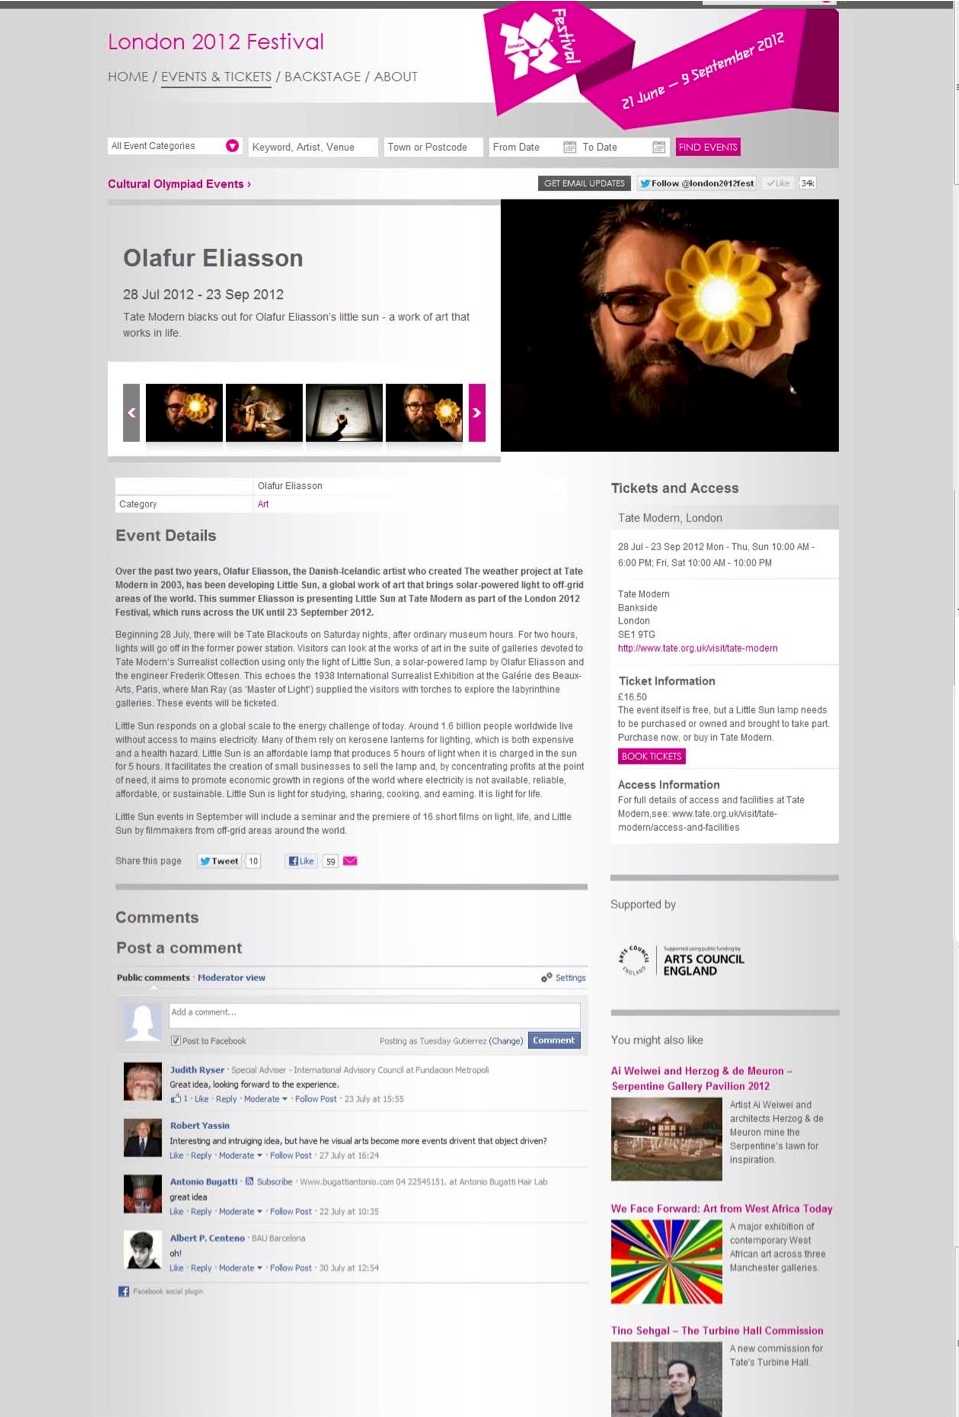 London 2012 Festival
HOME / EVENTS & TICKETS / BACKSTAGE / ABOUT
london
2012
Festival
21 June — 9 September 2012
All Event Categories
Keyword, Artist, Venue
Town or Postcode
From Date
To Date
FIND EVENTS
Cultural Olympiad Events ›
GET EMAIL UPDATES
Follow @london2012fest
Like
34k
Olafur Eliasson
28 Jul 2012 - 23 Sep 2012
Tate Modern blacks out for Olafur Eliasson's little sun - a work of art that
works in life.
Olafur Eliasson
Category
Art
Event Details
Over the past two years, Olafur Eliasson, the Danish-Icelandic artist who created The weather project at Tate
Modern in 2003, has been developing Little Sun, a global work of art that brings solar-powered light to off-grid
areas of the world. This summer Eliasson is presenting Little Sun at Tate Modern as part of the London 2012
Festival, which runs across the UK until 23 September 2012.
Beginning 28 July, there will be Tate Blackouts on Saturday nights, after ordinary museum hours. For two hours,
lights will go off in the former power station. Visitors can look at the works of art in the suite of galleries devoted to
Tate Modern's Surrealist collection using only the light of Little Sun, a solar-powered lamp by Olafur Eliasson and
the engineer Frederik Ottesen. This echoes the 1938 International Surrealist Exhibition at the Galérie des Beaux-
Arts, Paris, where Man Ray (as 'Master of Light') supplied the visitors with torches to explore the labyrinthine
galleries. These events will be ticketed.
Little Sun responds on a global scale to the energy challenge of today. Around 1.6 billion people worldwide live
without access to mains electricity. Many of them rely on kerosene lanterns for lighting, which is both expensive
and a health hazard. Little Sun is an affordable lamp that produces 5 hours of light when it is charged in the sun
for 5 hours. It facilitates the creation of small businesses to sell the lamp and, by concentrating profits at the point
of need, it aims to promote economic growth in regions of the world where electricity is not available, reliable,
affordable, or sustainable. Little Sun is light for studying, sharing, cooking, and earning. It is light for life.
Little Sun events in September will include a seminar and the premiere of 16 short films on light, life, and Little
Sun by filmmakers from off-grid areas around the world.
Share this page
Tweet
10
Like
59
Comments
Post a comment
Public comments · Moderator view
Settings
Add a comment...
Post to Facebook
Posting as Tuesday Gutierrez (Change)
Comment
Judith Ryser · Special Adviser - International Advisory Council at Fundacion Metropoli
Great idea, looking forward to the experience.
1 · Like · Reply · Moderate · Follow Post · 23 July at 15:55
Robert Yassin
Interesting and intruiging idea, but have he visual arts become more events drivent that object driven?
Like · Reply · Moderate · Follow Post · 27 July at 16:24
Antonio Bugatti · Subscribe · Www.bugattiantonio.com 04 22545151. at Antonio Bugatti Hair Lab
great idea
Like · Reply · Moderate · Follow Post · 22 July at 10:35
Albert P. Centeno · BAU Barcelona
oh!
Like · Reply · Moderate · Follow Post · 30 July at 12:54
Facebook social plugin
Tickets and Access
Tate Modern, London
28 Jul - 23 Sep 2012 Mon - Thu, Sun 10:00 AM -
6:00 PM; Fri, Sat 10:00 AM - 10:00 PM
Tate Modern
Bankside
London
SE1 9TG
http://www.tate.org.uk/visit/tate-modern
Ticket Information
£16.50
The event itself is free, but a Little Sun lamp needs
to be purchased or owned and brought to take part.
Purchase now, or buy in Tate Modern.
BOOK TICKETS
Access Information
For full details of access and facilities at Tate
Modern,see: www.tate.org.uk/visit/tate-
modern/access-and-facilities
Supported by
ARTS COUNCIL
ENGLAND
Supported using public funding by
ARTS COUNCIL
ENGLAND
You might also like
Ai Weiwei and Herzog & de Meuron –
Serpentine Gallery Pavilion 2012
Artist Ai Weiwei and
architects Herzog & de
Meuron mine the
Serpentine's lawn for
inspiration.
We Face Forward: Art from West Africa Today
A major exhibition of
contemporary West
African art across three
Manchester galleries.
Tino Sehgal – The Turbine Hall Commission
A new commission for
Tate's Turbine Hall.